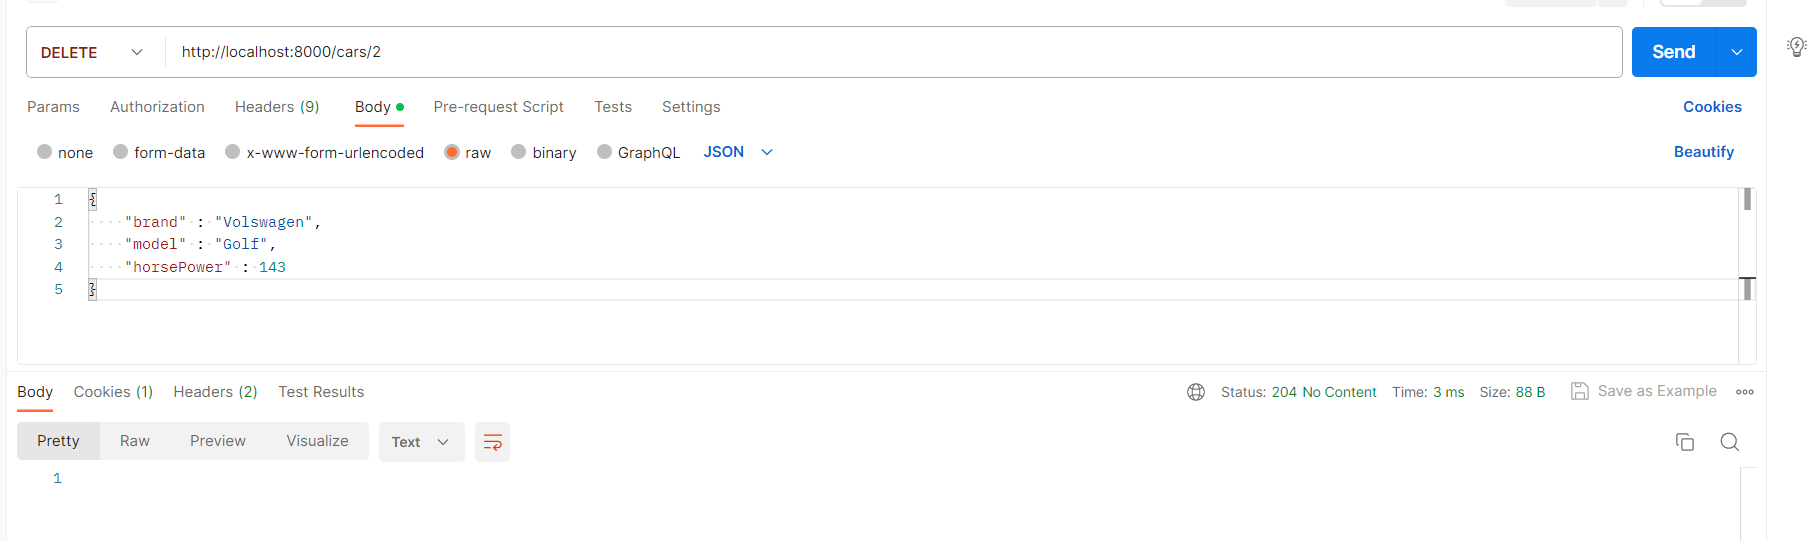 DELETE http://localhost:8000/cars/2 Send
Params Authorization Headers (9) Body Pre-request Script Tests Settings Cookies
none form-data x-www-form-urlencoded raw binary GraphQL JSON Beautify
1 {
2 "brand" : "Volswagen",
3 "model" : "Golf",
4 "horsePower" : 143
5 }
Body Cookies (1) Headers (2) Test Results Status: 204 No Content Time: 3 ms Size: 88 B Save as Example
Pretty Raw Preview Visualize Text
1